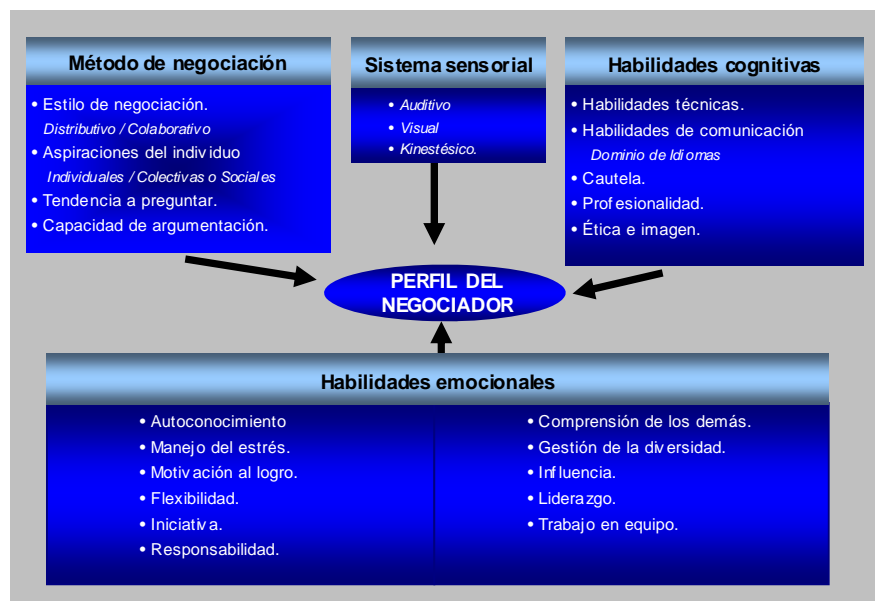 Método de negociación
• Estilo de negociación.
Distributivo / Colaborativo
• Aspiraciones del individuo
Individuales / Colectivas o Sociales
• Tendencia a preguntar.
• Capacidad de argumentación.
Sistema sensorial
• Auditivo
• Visual
• Kinestésico.
Habilidades cognitivas
• Habilidades técnicas.
• Habilidades de comunicación
Dominio de Idiomas
• Cautela.
• Profesionalidad.
• Ética e imagen.
PERFIL DEL
NEGOCIADOR
Habilidades emocionales
• Autoconocimiento
• Manejo del estrés.
• Motivación al logro.
• Flexibilidad.
• Iniciativa.
• Responsabilidad.
• Comprensión de los demás.
• Gestión de la diversidad.
• Influencia.
• Liderazgo.
• Trabajo en equipo.